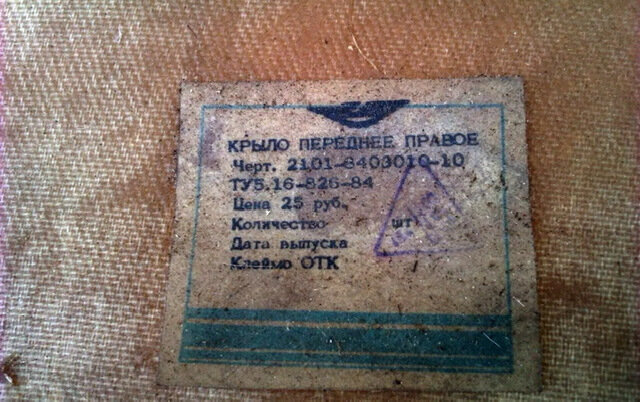 КРЫЛО ПЕРЕДНЕЕ ПРАВОЕ
Черт. 2101-8403010-10
ТУ5.16-826-84
Цена 25 руб.
Количество шт
Дата выпуска
Клеймо ОТК